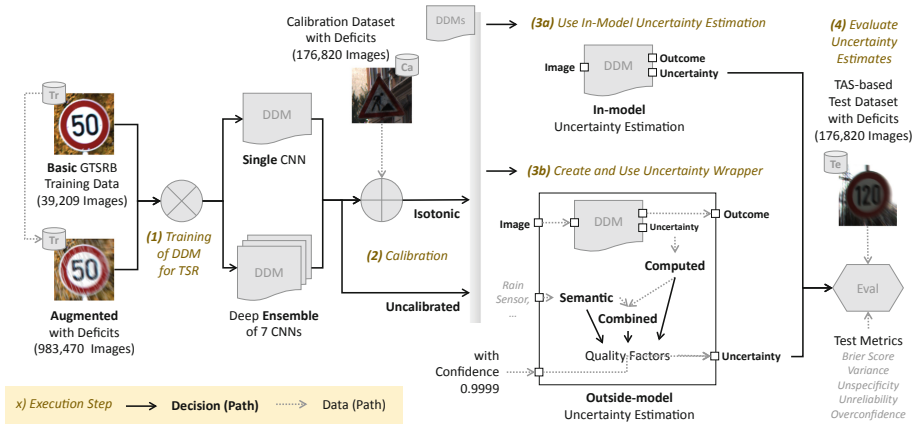 Tr
50
Basic GTSRB
Training Data
(39,209 Images)
Tr
50
Augmented
with Deficits
(983,470 Images)
(1) Training
of DDM
for TSR
DDM
Single CNN
DDM
Deep Ensemble
of 7 CNNs
Calibration Dataset
with Deficits
(176,820 Images)
Ca
(2) Calibration
Isotonic
Uncalibrated
DDMs
(3a) Use In-Model Uncertainty Estimation
Image
DDM
Outcome
Uncertainty
In-model
Uncertainty Estimation
(3b) Create and Use Uncertainty Wrapper
Image
DDM
Uncertainty
Outcome
Computed
Rain
Sensor,
...
Semantic
Combined
Quality Factors
Uncertainty
with
Confidence
0.9999
Outside-model
Uncertainty Estimation
(4) Evaluate
Uncertainty
Estimates
TAS-based
Test Dataset
with Deficits
(176,820 Images)
Te
120
Eval
Test Metrics
Brier Score
Variance
Unspecificity
Unreliability
Overconfidence
x) Execution Step
Decision (Path)
Data (Path)